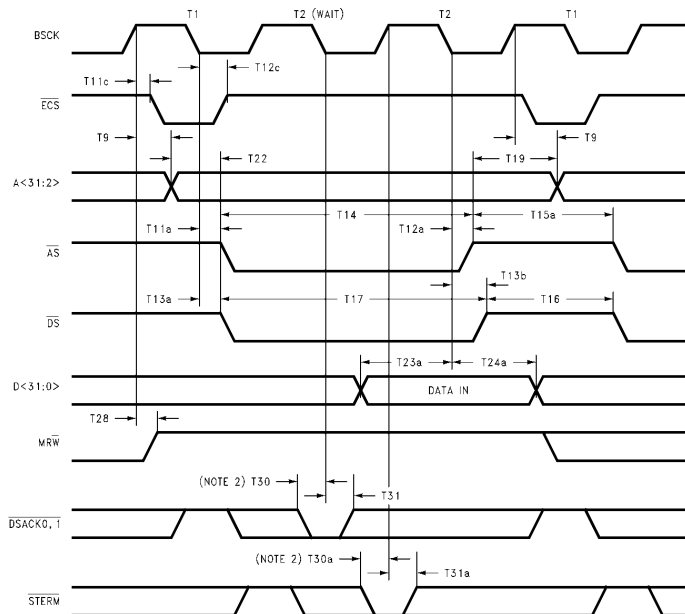 T1 T2 (WAIT) T2 T1
BSCK
T11c T12c
ECS
T9 T9
T22 T19
A<31:2>
T14 T15a
T11a T12a
AS
T13b
T13a T17 T16
DS
T23a T24a
D<31:0> DATA IN
T28
MRW
(NOTE 2) T30 T31
DSACK0, 1
(NOTE 2) T30a T31a
STERM